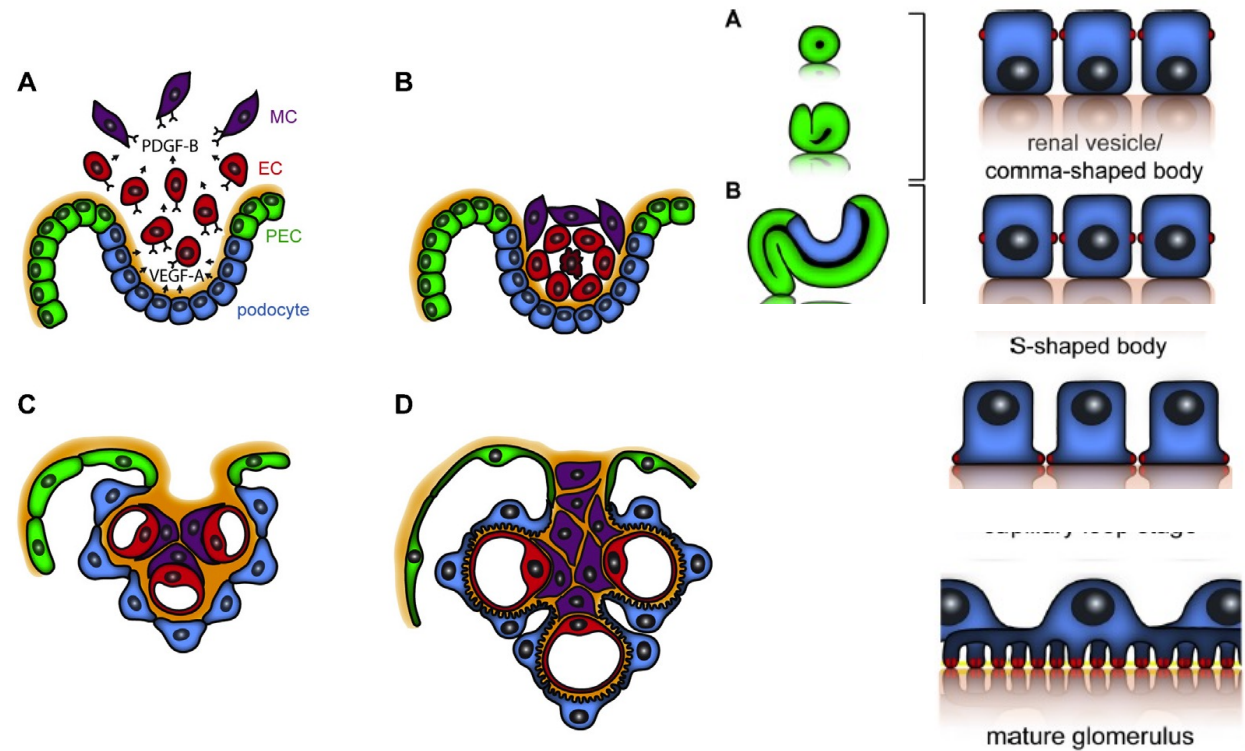 A
MC
PDGF-B
EC
PEC
VEGF-A
podocyte
B
C
D
A
B
renal vesicle/
comma-shaped body
S-shaped body
mature glomerulus